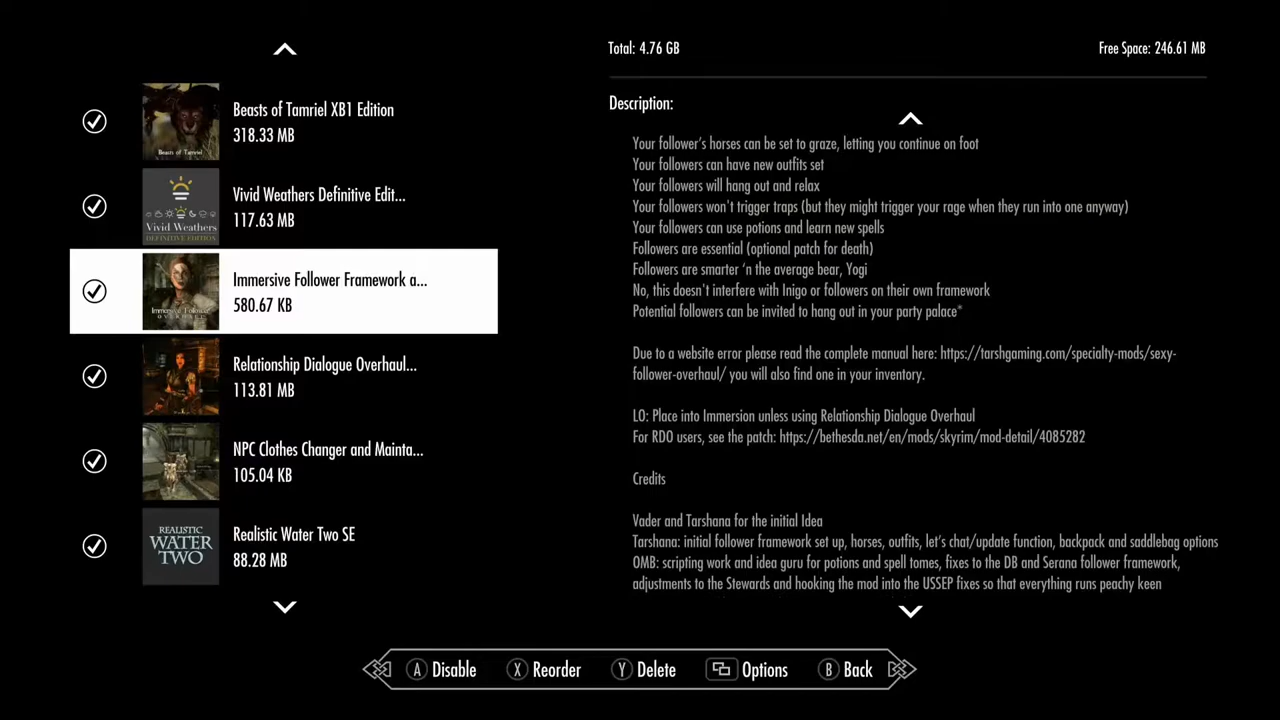 Total: 4.76 GB
Free Space: 246.61 MB
Beasts of Tamriel
Beasts of Tamriel XB1 Edition
318.33 MB
Vivid Weathers
DEFINITIVE EDITION
Vivid Weathers Definitive Edit...
117.63 MB
Immersive Follower
OVERHAUL
Immersive Follower Framework a...
580.67 KB
Relationship Dialogue Overhaul...
113.81 MB
NPC Clothes Changer and Mainta...
105.04 KB
REALISTIC
WATER
TWO
Realistic Water Two SE
88.28 MB
Description:
Your follower's horses can be set to graze, letting you continue on foot
Your followers can have new outfits set
Your followers will hang out and relax
Your followers won't trigger traps (but they might trigger your rage when they run into one anyway)
Your followers can use potions and learn new spells
Followers are essential (optional patch for death)
Followers are smarter ‘n the average bear, Yogi
No, this doesn't interfere with Inigo or followers on their own framework
Potential followers can be invited to hang out in your party palace*
Due to a website error please read the complete manual here: https://tarshgaming.com/specialty-mods/sexy-
follower-overhaul/ you will also find one in your inventory.
LO: Place into Immersion unless using Relationship Dialogue Overhaul
For RDO users, see the patch: https://bethesda.net/en/mods/skyrim/mod-detail/4085282
Credits
Vader and Tarshana for the initial Idea
Tarshana: initial follower framework set up, horses, outfits, let’s chat/update function, backpack and saddlebag options
OMB: scripting work and idea guru for potions and spell tomes, fixes to the DB and Serana follower framework,
adjustments to the Stewards and hooking the mod into the USSEP fixes so that everything runs peachy keen
A Disable X Reorder Y Delete Options B Back